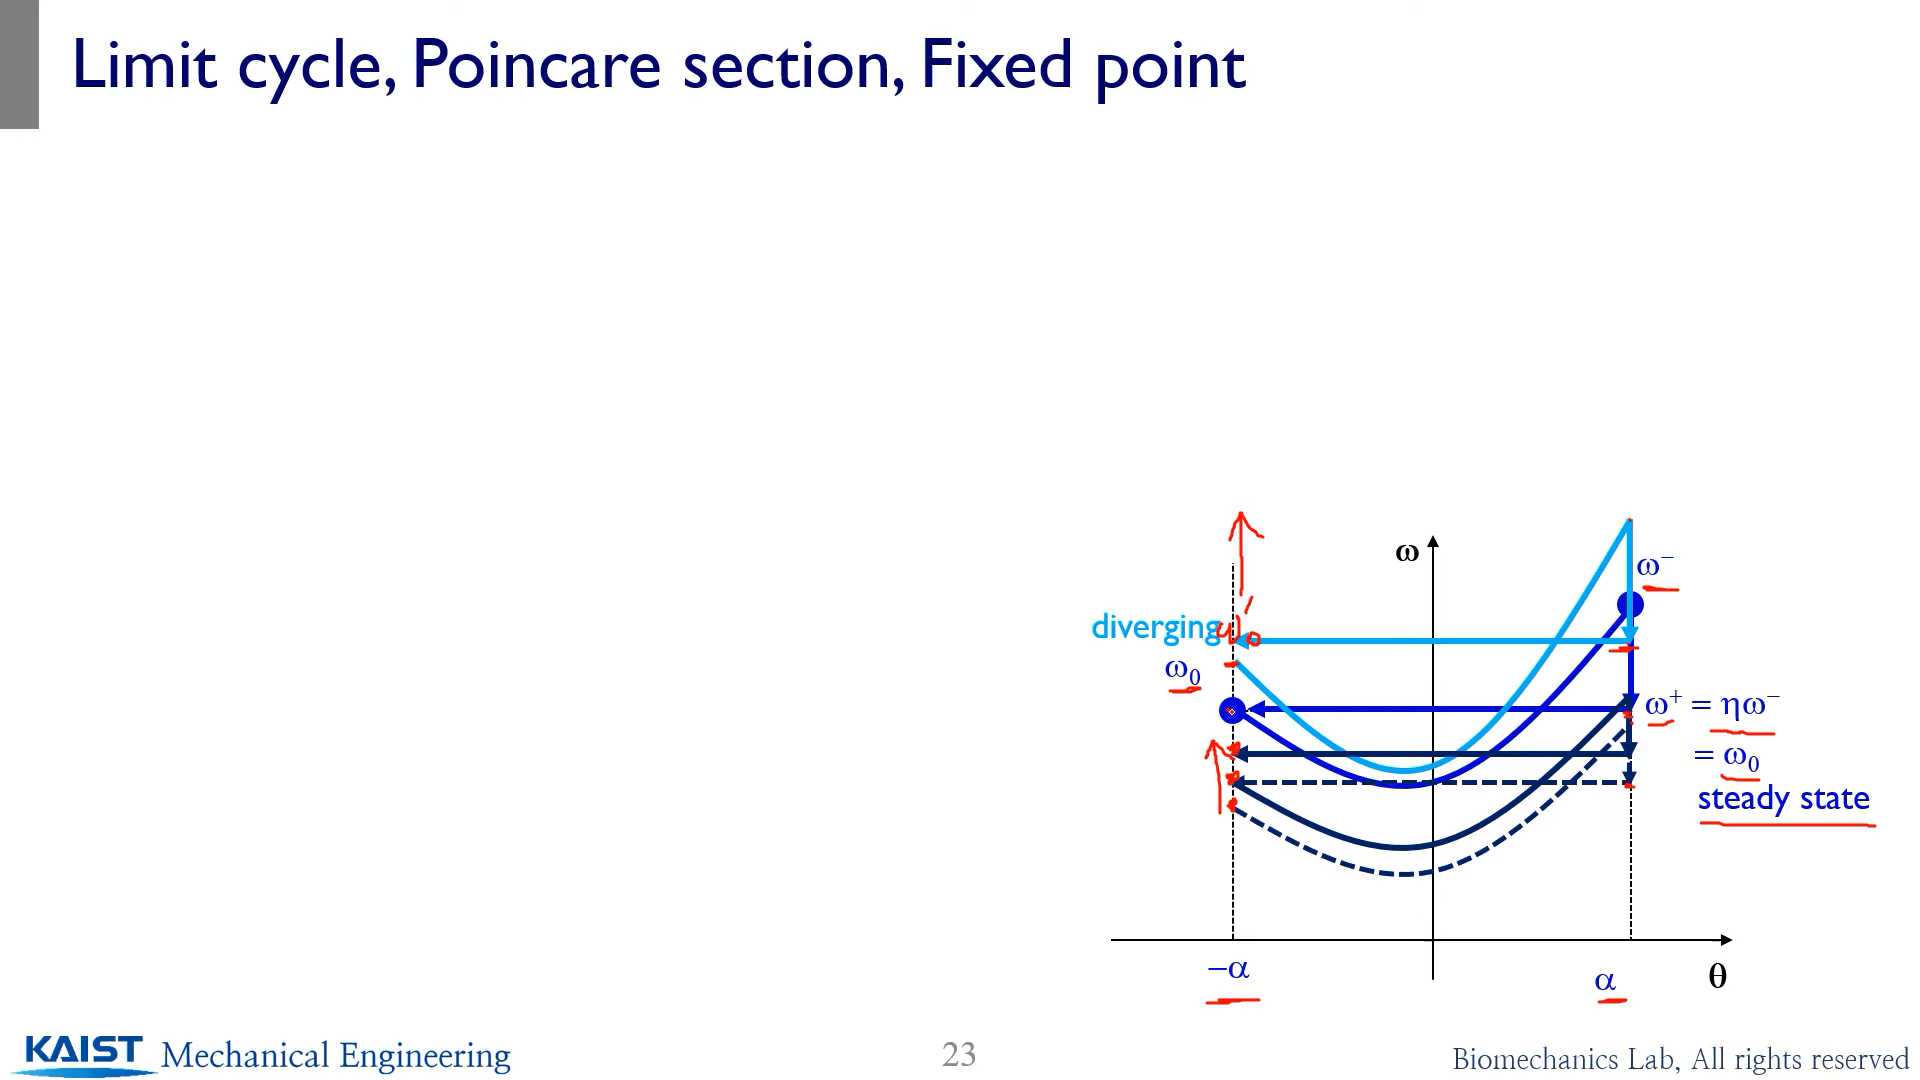 Limit cycle, Poincare section, Fixed point
ω
ω⁻
diverging
ω₀
ω⁺ = ηω⁻
= ω₀
steady state
−α
α
θ
KAIST Mechanical Engineering
23
Biomechanics Lab, All rights reserved